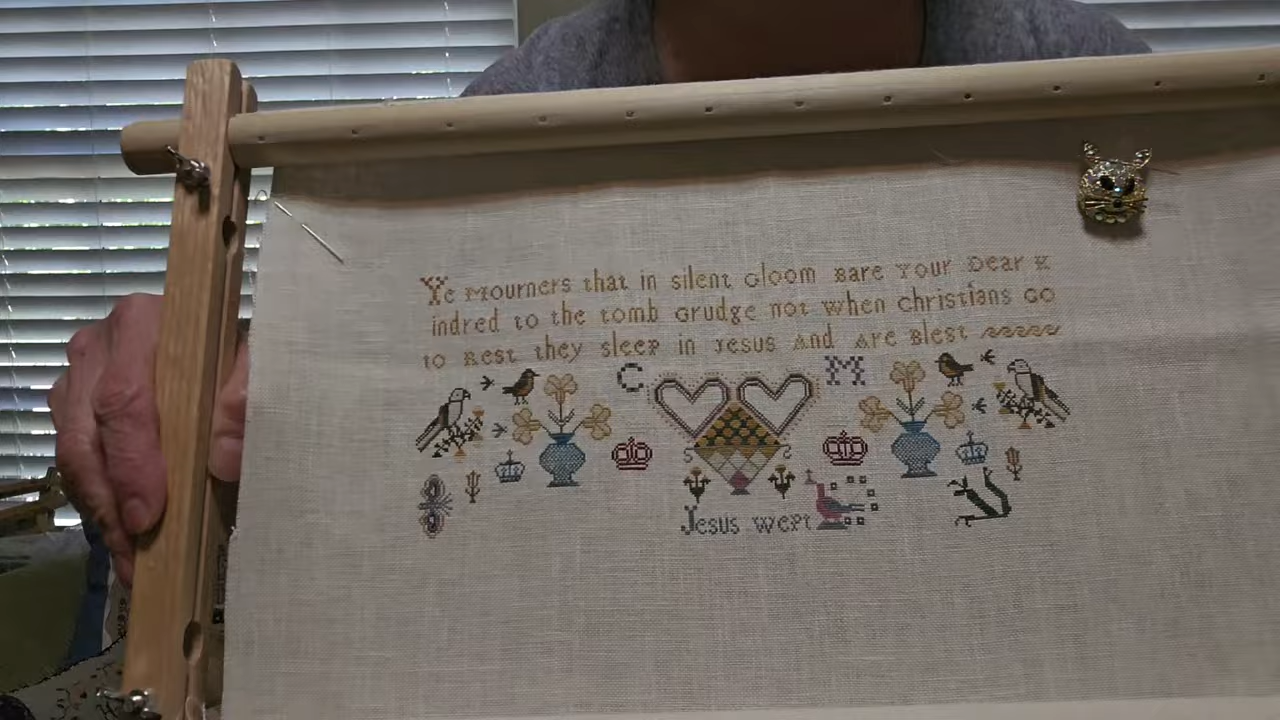 Ye mourners that in silent Gloom Bare Your Dear K
indred to the tomb Grudge not when christians Go
to Rest they sleep in Jesus And Are Blest
C M
Jesus wept